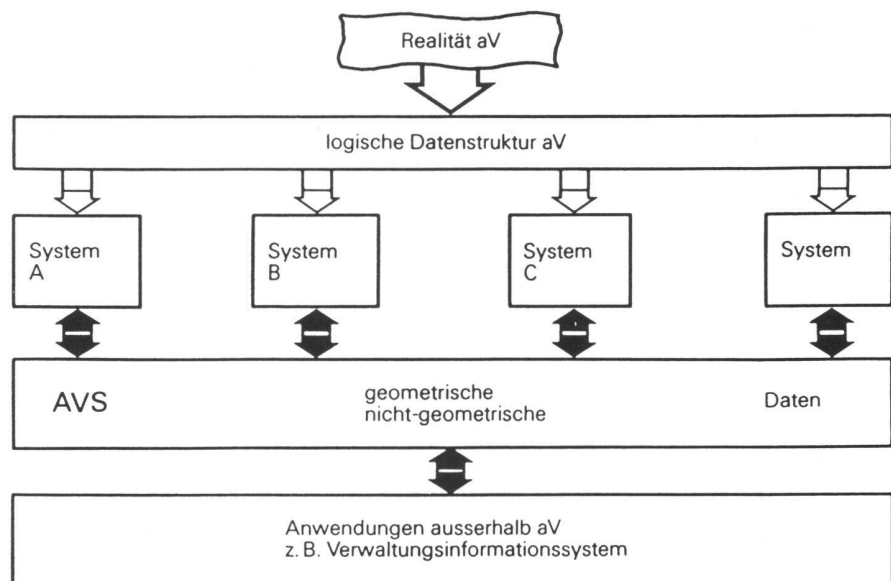 Realität aV
logische Datenstruktur aV
System
A
System
B
System
C
System
AVS
geometrische
nicht-geometrische
Daten
Anwendungen ausserhalb aV
z. B. Verwaltungsinformationssystem